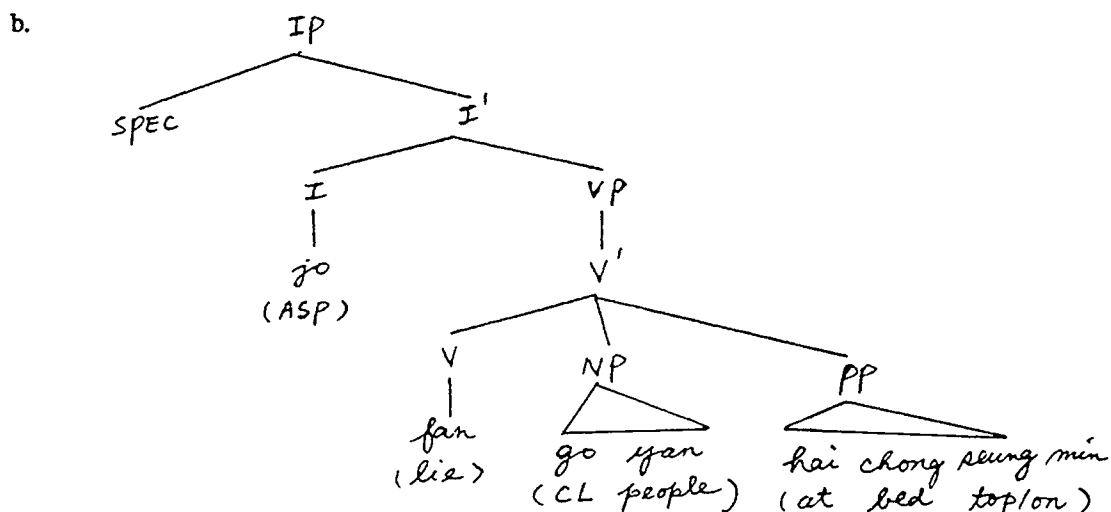 b.
IP
SPEC I'
I VP
jo V'
(ASP)
V NP PP
fan go yan hai chong seung min
(lie) (CL people) (at bed top/on)